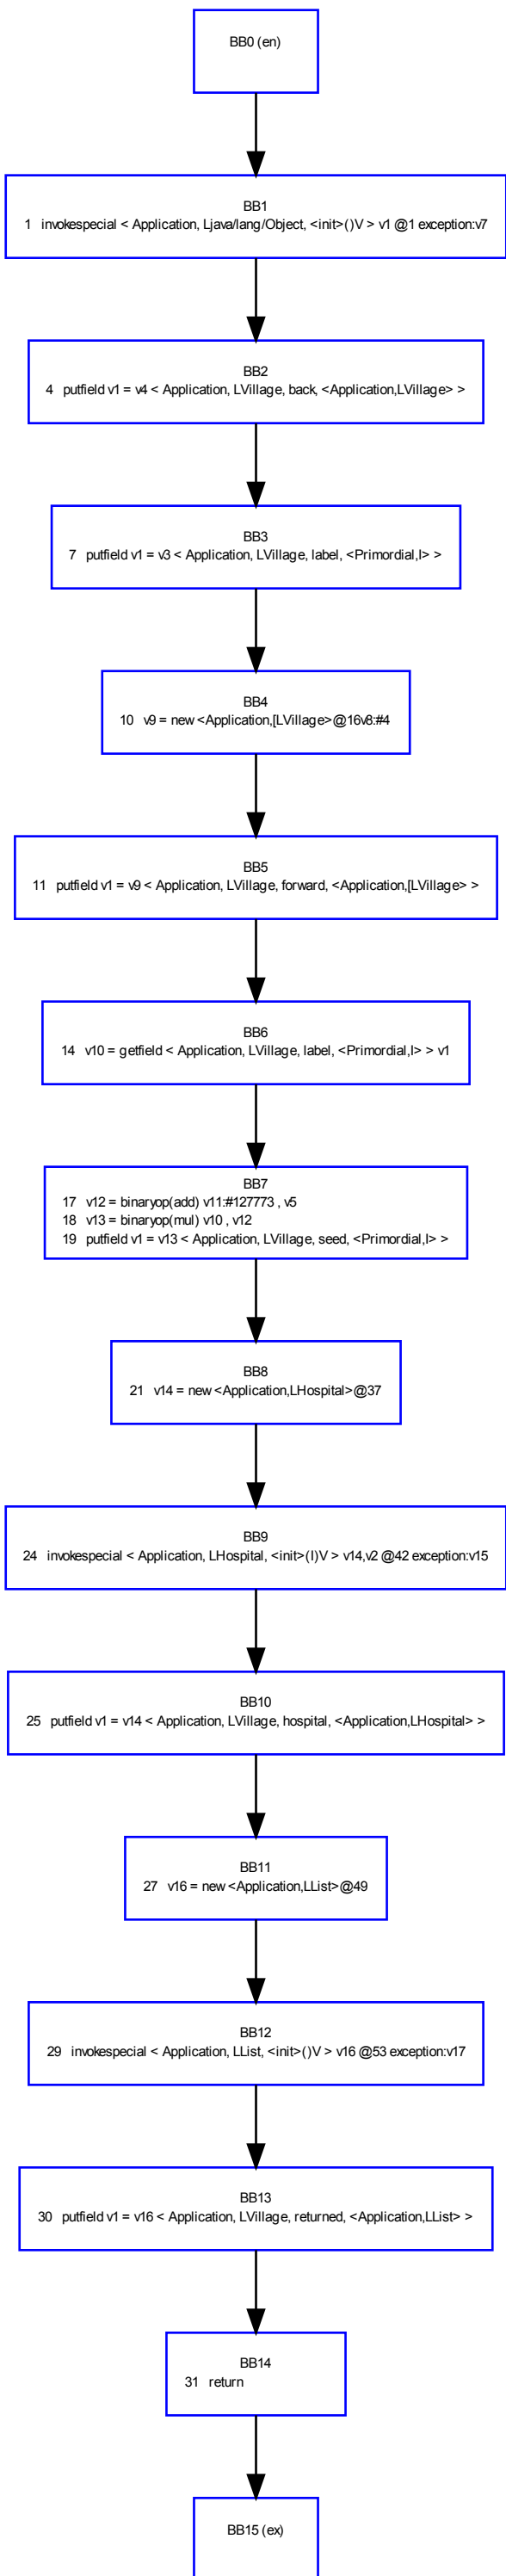 BB0 (en)
BB1
1 invokespecial < Application, Ljava/lang/Object, <init>()V > v1 @1 exception:v7
BB2
4 putfield v1 = v4 < Application, LVillage, back, <Application,LVillage> >
BB3
7 putfield v1 = v3 < Application, LVillage, label, <Primordial,I> >
BB4
10 v9 = new <Application,[LVillage>@16v8:#4
BB5
11 putfield v1 = v9 < Application, LVillage, forward, <Application,[LVillage> >
BB6
14 v10 = getfield < Application, LVillage, label, <Primordial,I> > v1
BB7
17 v12 = binaryop(add) v11:#127773 , v5
18 v13 = binaryop(mul) v10 , v12
19 putfield v1 = v13 < Application, LVillage, seed, <Primordial,I> >
BB8
21 v14 = new <Application,LHospital>@37
BB9
24 invokespecial < Application, LHospital, <init>(I)V > v14,v2 @42 exception:v15
BB10
25 putfield v1 = v14 < Application, LVillage, hospital, <Application,LHospital> >
BB11
27 v16 = new <Application,LList>@49
BB12
29 invokespecial < Application, LList, <init>()V > v16 @53 exception:v17
BB13
30 putfield v1 = v16 < Application, LVillage, returned, <Application,LList> >
BB14
31 return
BB15 (ex)